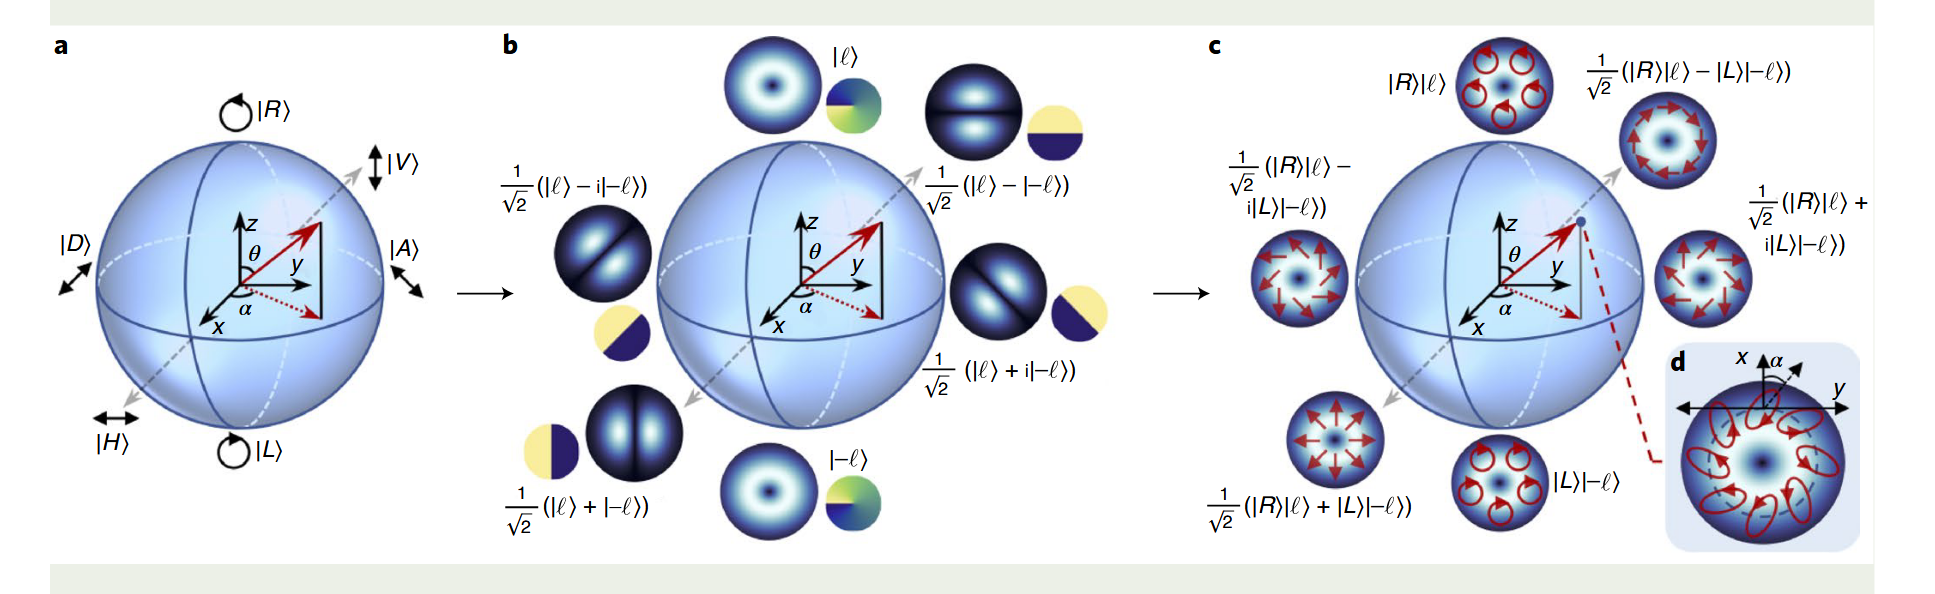 a
|R⟩
|V⟩
|D⟩
|A⟩
z
θ
y
α
x
|H⟩
|L⟩
b
|ℓ⟩
1/√2 (|ℓ⟩ − i|−ℓ⟩)
1/√2 (|ℓ⟩ − |−ℓ⟩)
z
θ
y
α
x
1/√2 (|ℓ⟩ + i|−ℓ⟩)
|−ℓ⟩
1/√2 (|ℓ⟩ + |−ℓ⟩)
c
|R⟩|ℓ⟩
1/√2 (|R⟩|ℓ⟩ − |L⟩|−ℓ⟩)
1/√2 (|R⟩|ℓ⟩ −
i|L⟩|−ℓ⟩)
1/√2 (|R⟩|ℓ⟩ +
i|L⟩|−ℓ⟩)
z
θ
y
α
x
1/√2 (|R⟩|ℓ⟩ + |L⟩|−ℓ⟩)
|L⟩|−ℓ⟩
d
x
α
y